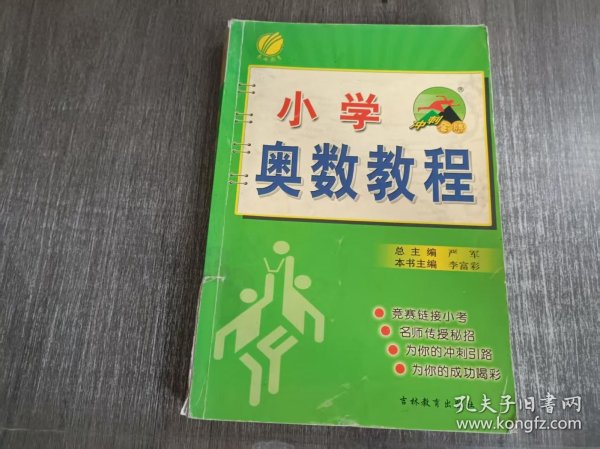 小学
奥数教程
冲刺金牌
®
总主编 严军
本书主编 李富彩
竞赛链接小考
名师传授秘招
为你的冲刺引路
为你的成功喝彩
吉林教育出版社
孔夫子旧书网
www.kongfz.com